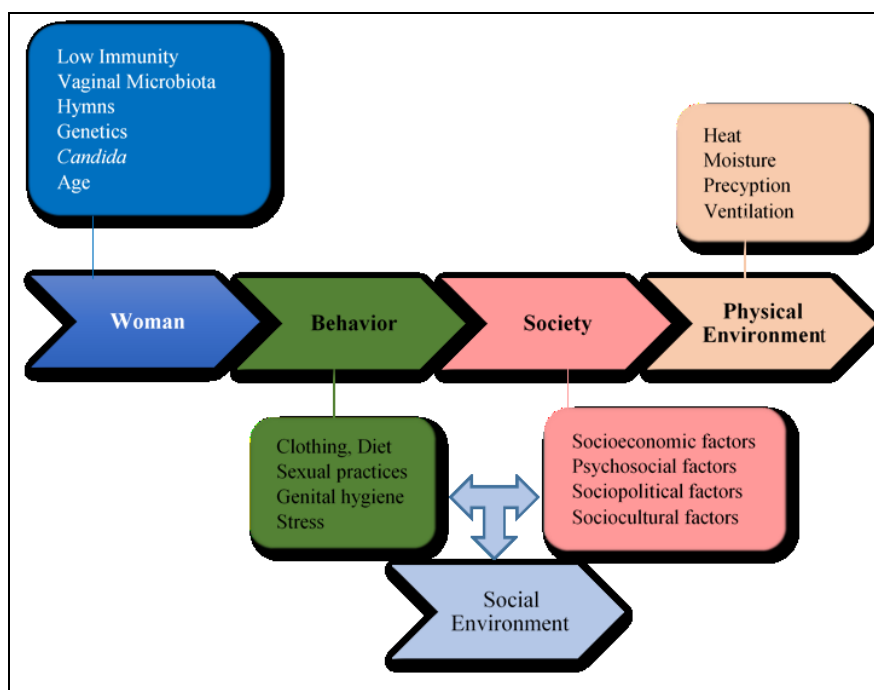 Low Immunity
Vaginal Microbiota
Hymns
Genetics
Candida
Age
Heat
Moisture
Precyption
Ventilation
Woman
Behavior
Society
Physical
Environment
Clothing, Diet
Sexual practices
Genital hygiene
Stress
Socioeconomic factors
Psychosocial factors
Sociopolitical factors
Sociocultural factors
Social
Environment